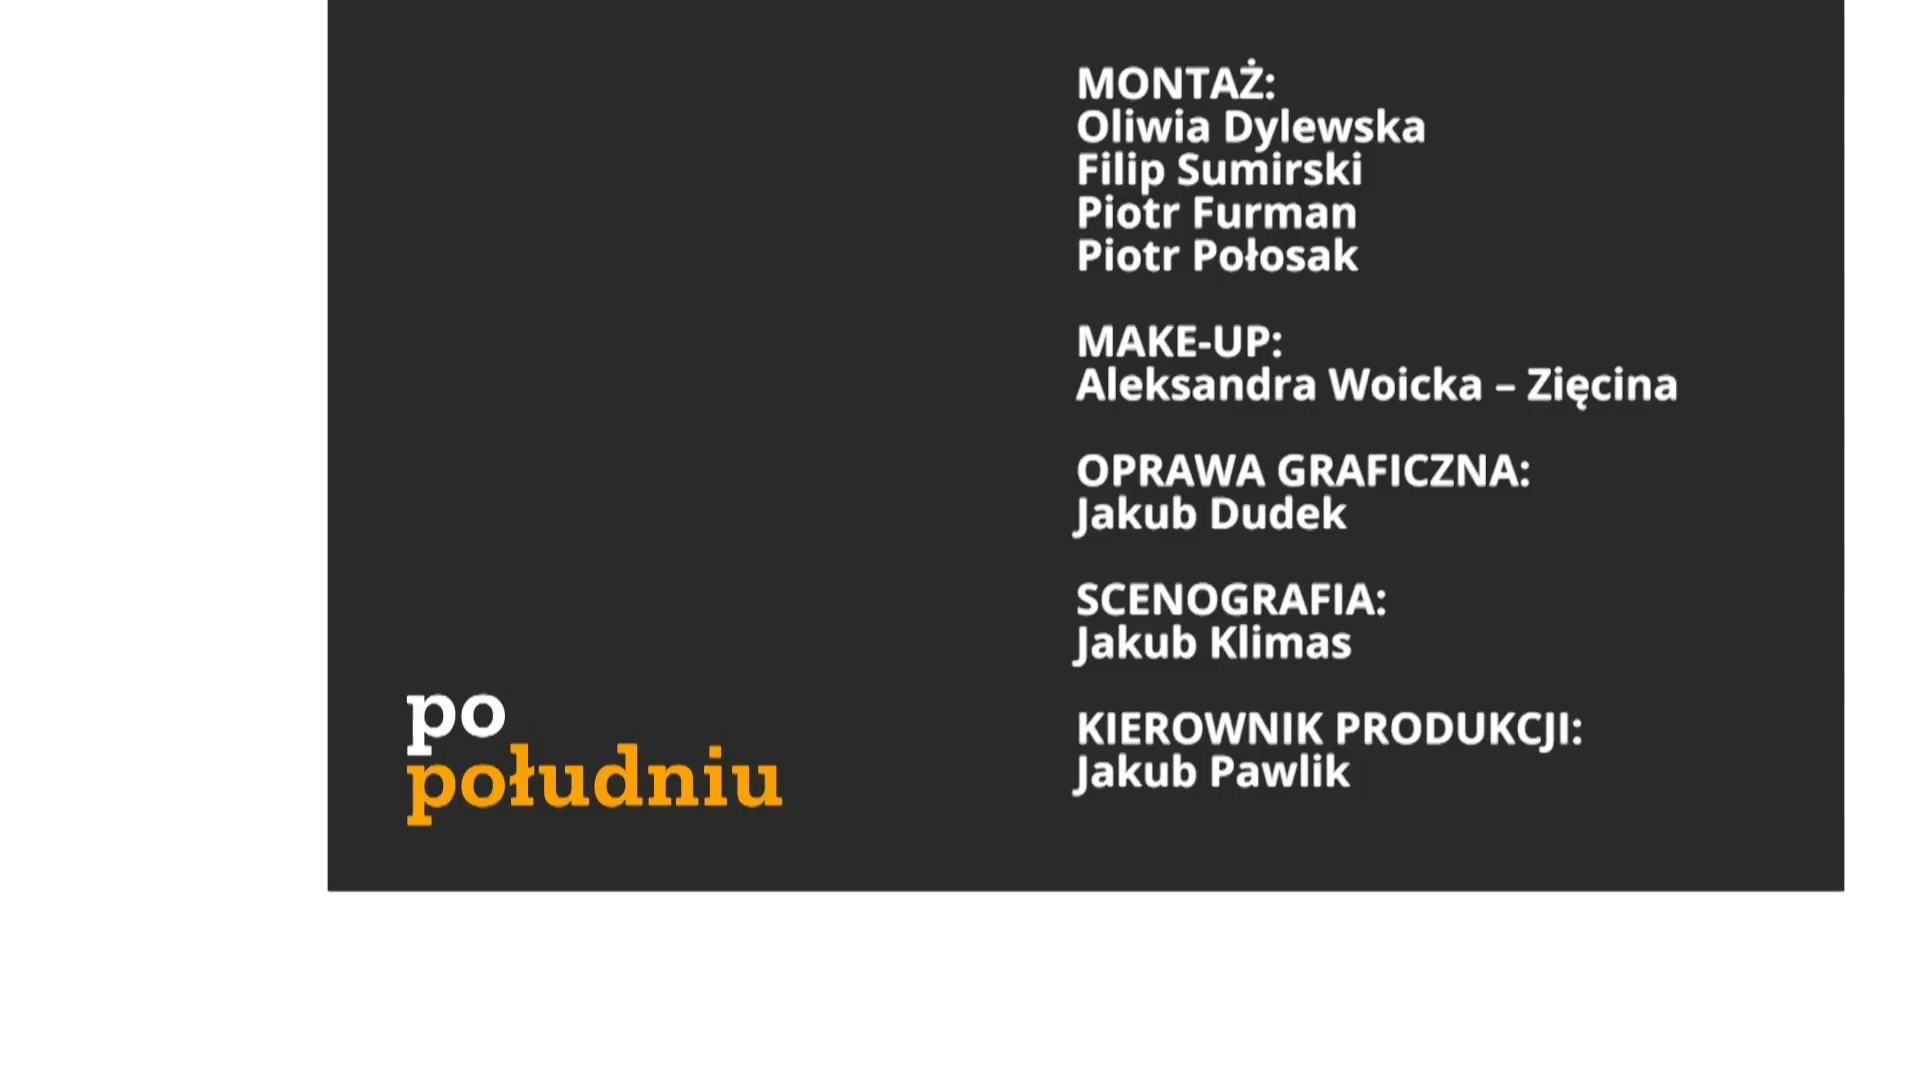 MONTAŻ:
Oliwia Dylewska
Filip Sumirski
Piotr Furman
Piotr Połosak
MAKE-UP:
Aleksandra Woicka – Zięcina
OPRAWA GRAFICZNA:
Jakub Dudek
SCENOGRAFIA:
Jakub Klimas
KIEROWNIK PRODUKCJI:
Jakub Pawlik
po
południu